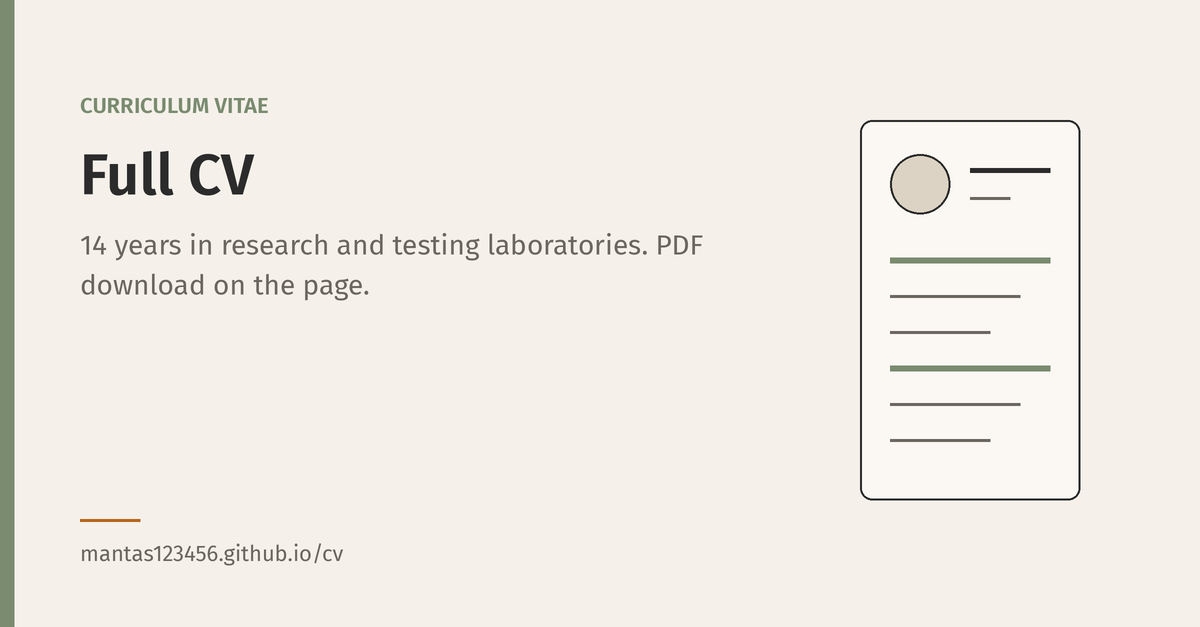 CURRICULUM VITAE
Full CV
14 years in research and testing laboratories. PDF
download on the page.
mantas123456.github.io/cv